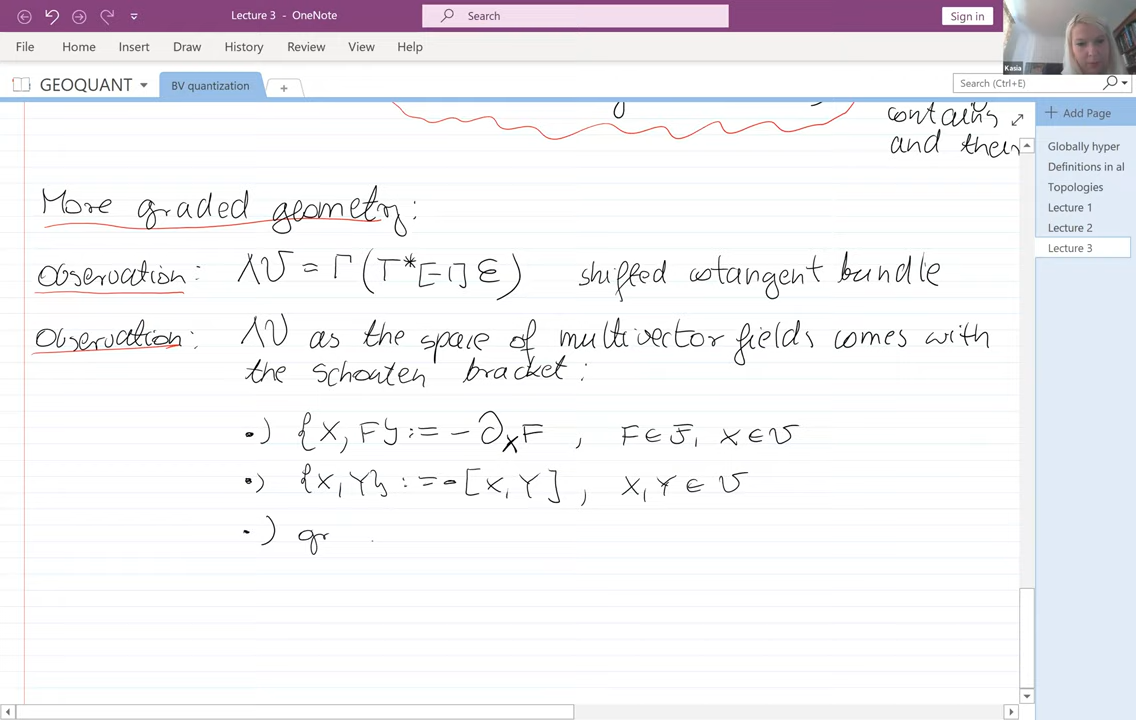 Lecture 3 - OneNote
Search
Sign in
File Home Insert Draw History Review View Help
Kasia
GEOQUANT
BV quantization
Search (Ctrl+E)
Add Page
Globally hyper
Definitions in al
Topologies
Lecture 1
Lecture 2
Lecture 3
contains
and their
More graded geometry:
Observation: ΛV = Γ(T*[-1]ℰ) shifted cotangent bundle
Observation: ΛV as the space of multivector fields comes with
the Schouten bracket:
•) {X, F} := - ∂_X F , F ∈ F, X ∈ V
•) {X, Y} := -[X, Y] , X, Y ∈ V
•) gr